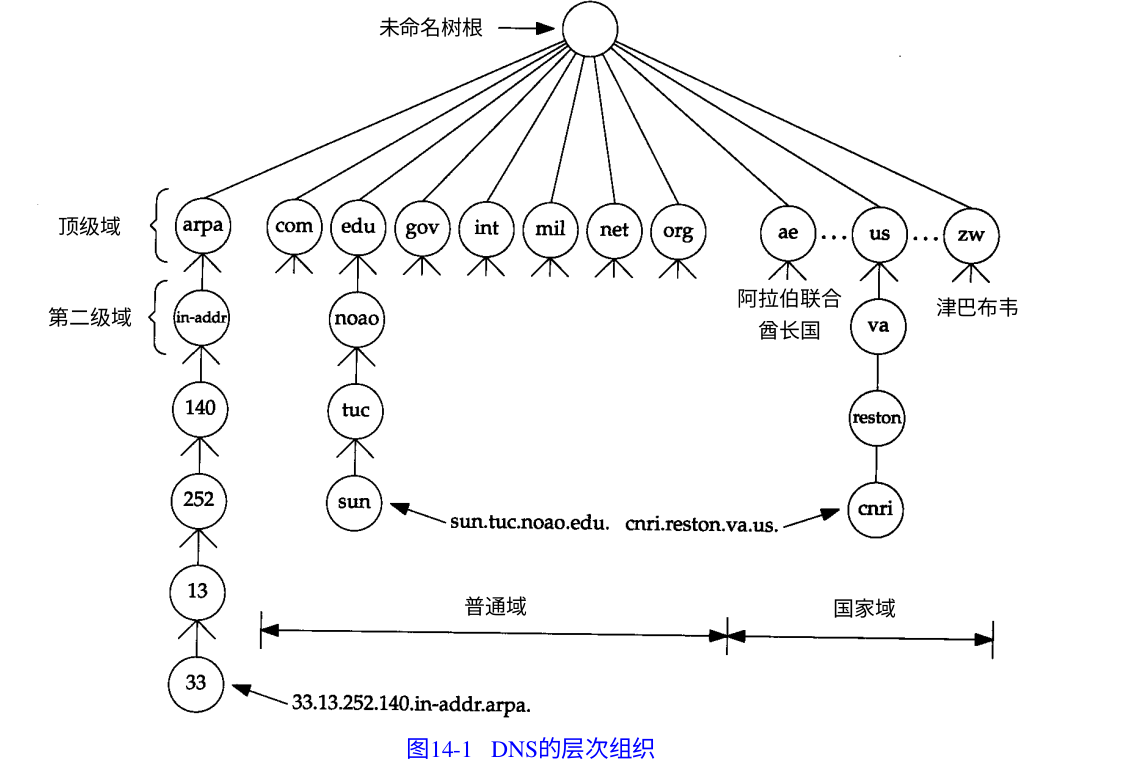 未命名树根
顶级域
arpa
com
edu
gov
int
mil
net
org
ae
...
us
...
zw
第二级域
in-addr
noao
阿拉伯联合
酋长国
va
津巴布韦
140
tuc
reston
252
sun
sun.tuc.noao.edu.
cnri.reston.va.us.
cnri
13
普通域
国家域
33
33.13.252.140.in-addr.arpa.
图14-1 DNS的层次组织